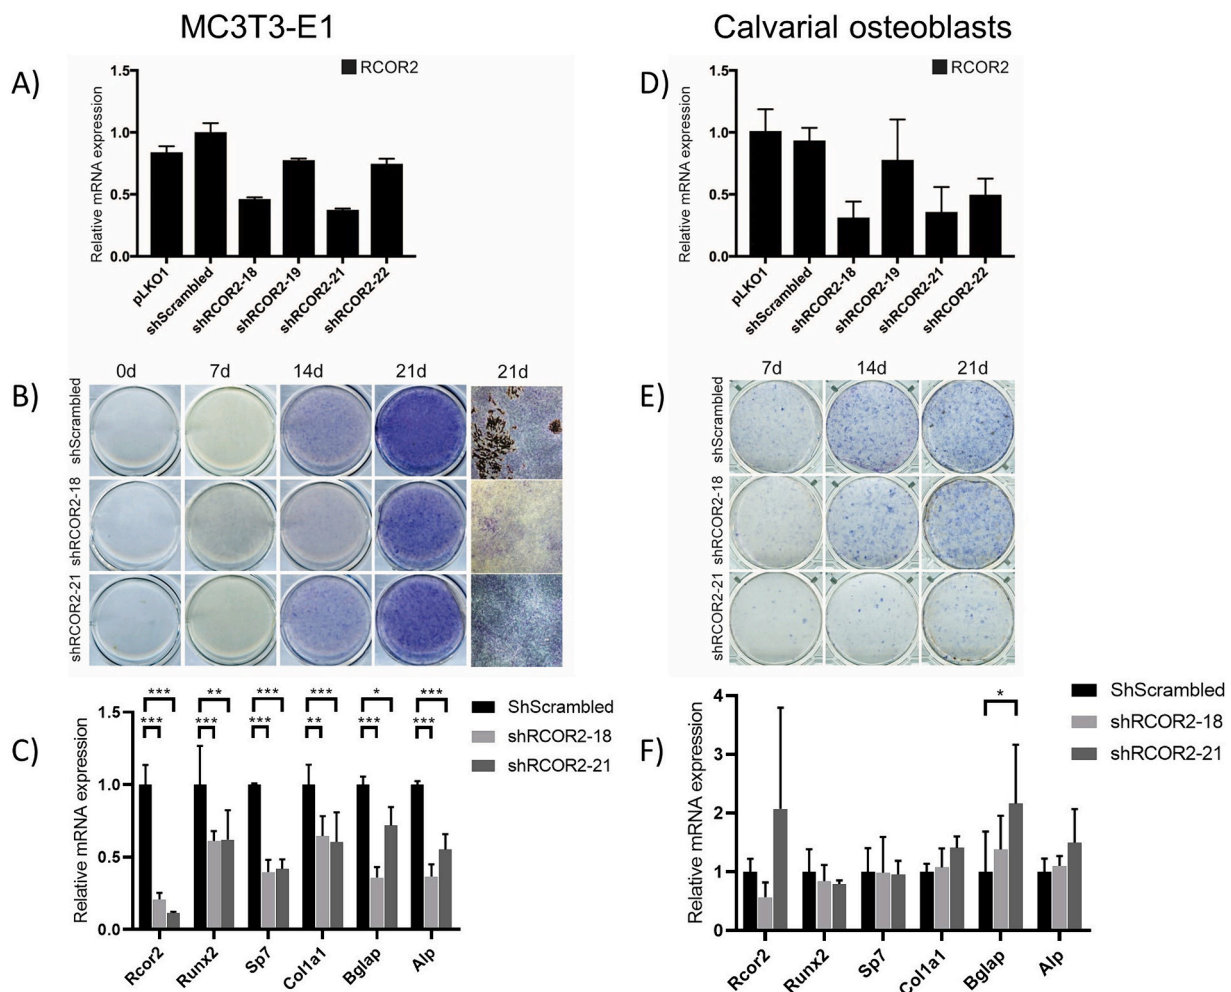 MC3T3-E1
Calvarial osteoblasts
A)
RCOR2
Relative mRNA expression
1.5
1.0
0.5
0.0
pLKO1
shScrambled
shRCOR2-18
shRCOR2-19
shRCOR2-21
shRCOR2-22
D)
RCOR2
Relative mRNA expression
1.5
1.0
0.5
0.0
pLKO1
shScrambled
shRCOR2-18
shRCOR2-19
shRCOR2-21
shRCOR2-22
B)
0d 7d 14d 21d 21d
shScrambled
shRCOR2-18
shRCOR2-21
E)
7d 14d 21d
shScrambled
shRCOR2-18
shRCOR2-21
C)
*** ** *** *** * ***
*** *** *** ** *** ***
ShScrambled
shRCOR2-18
shRCOR2-21
Relative mRNA expression
1.5
1.0
0.5
0.0
Rcor2
Runx2
Sp7
Col1a1
Bglap
Alp
F)
*
ShScrambled
shRCOR2-18
shRCOR2-21
Relative mRNA expression
4
3
2
1
0
Rcor2
Runx2
Sp7
Col1a1
Bglap
Alp